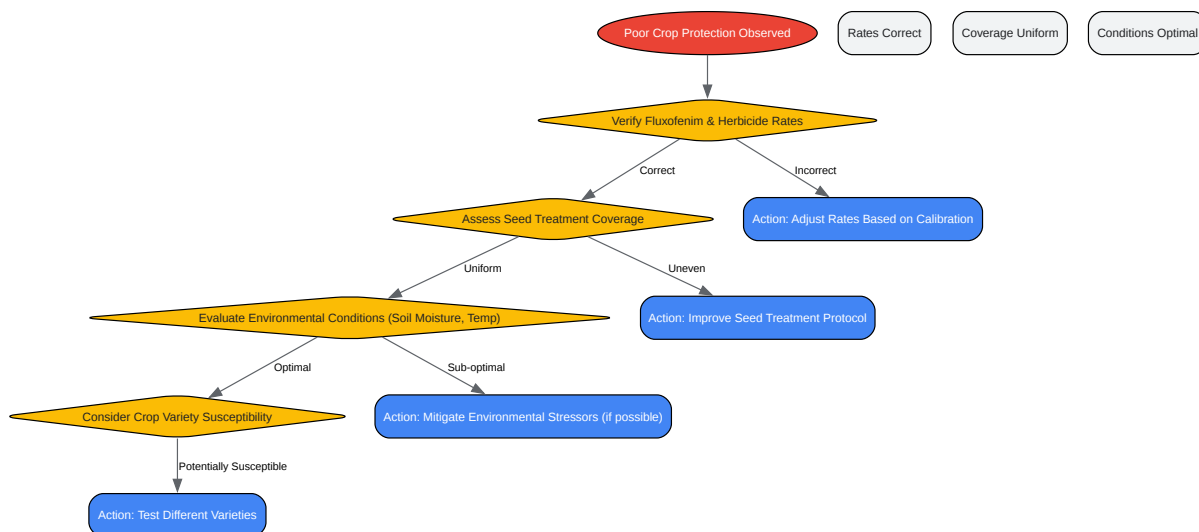 Poor Crop Protection Observed
Rates Correct
Coverage Uniform
Conditions Optimal
Verify Fluxofenim & Herbicide Rates
Correct
Incorrect
Assess Seed Treatment Coverage
Action: Adjust Rates Based on Calibration
Uniform
Uneven
Evaluate Environmental Conditions (Soil Moisture, Temp)
Action: Improve Seed Treatment Protocol
Optimal
Sub-optimal
Consider Crop Variety Susceptibility
Action: Mitigate Environmental Stressors (if possible)
Potentially Susceptible
Action: Test Different Varieties